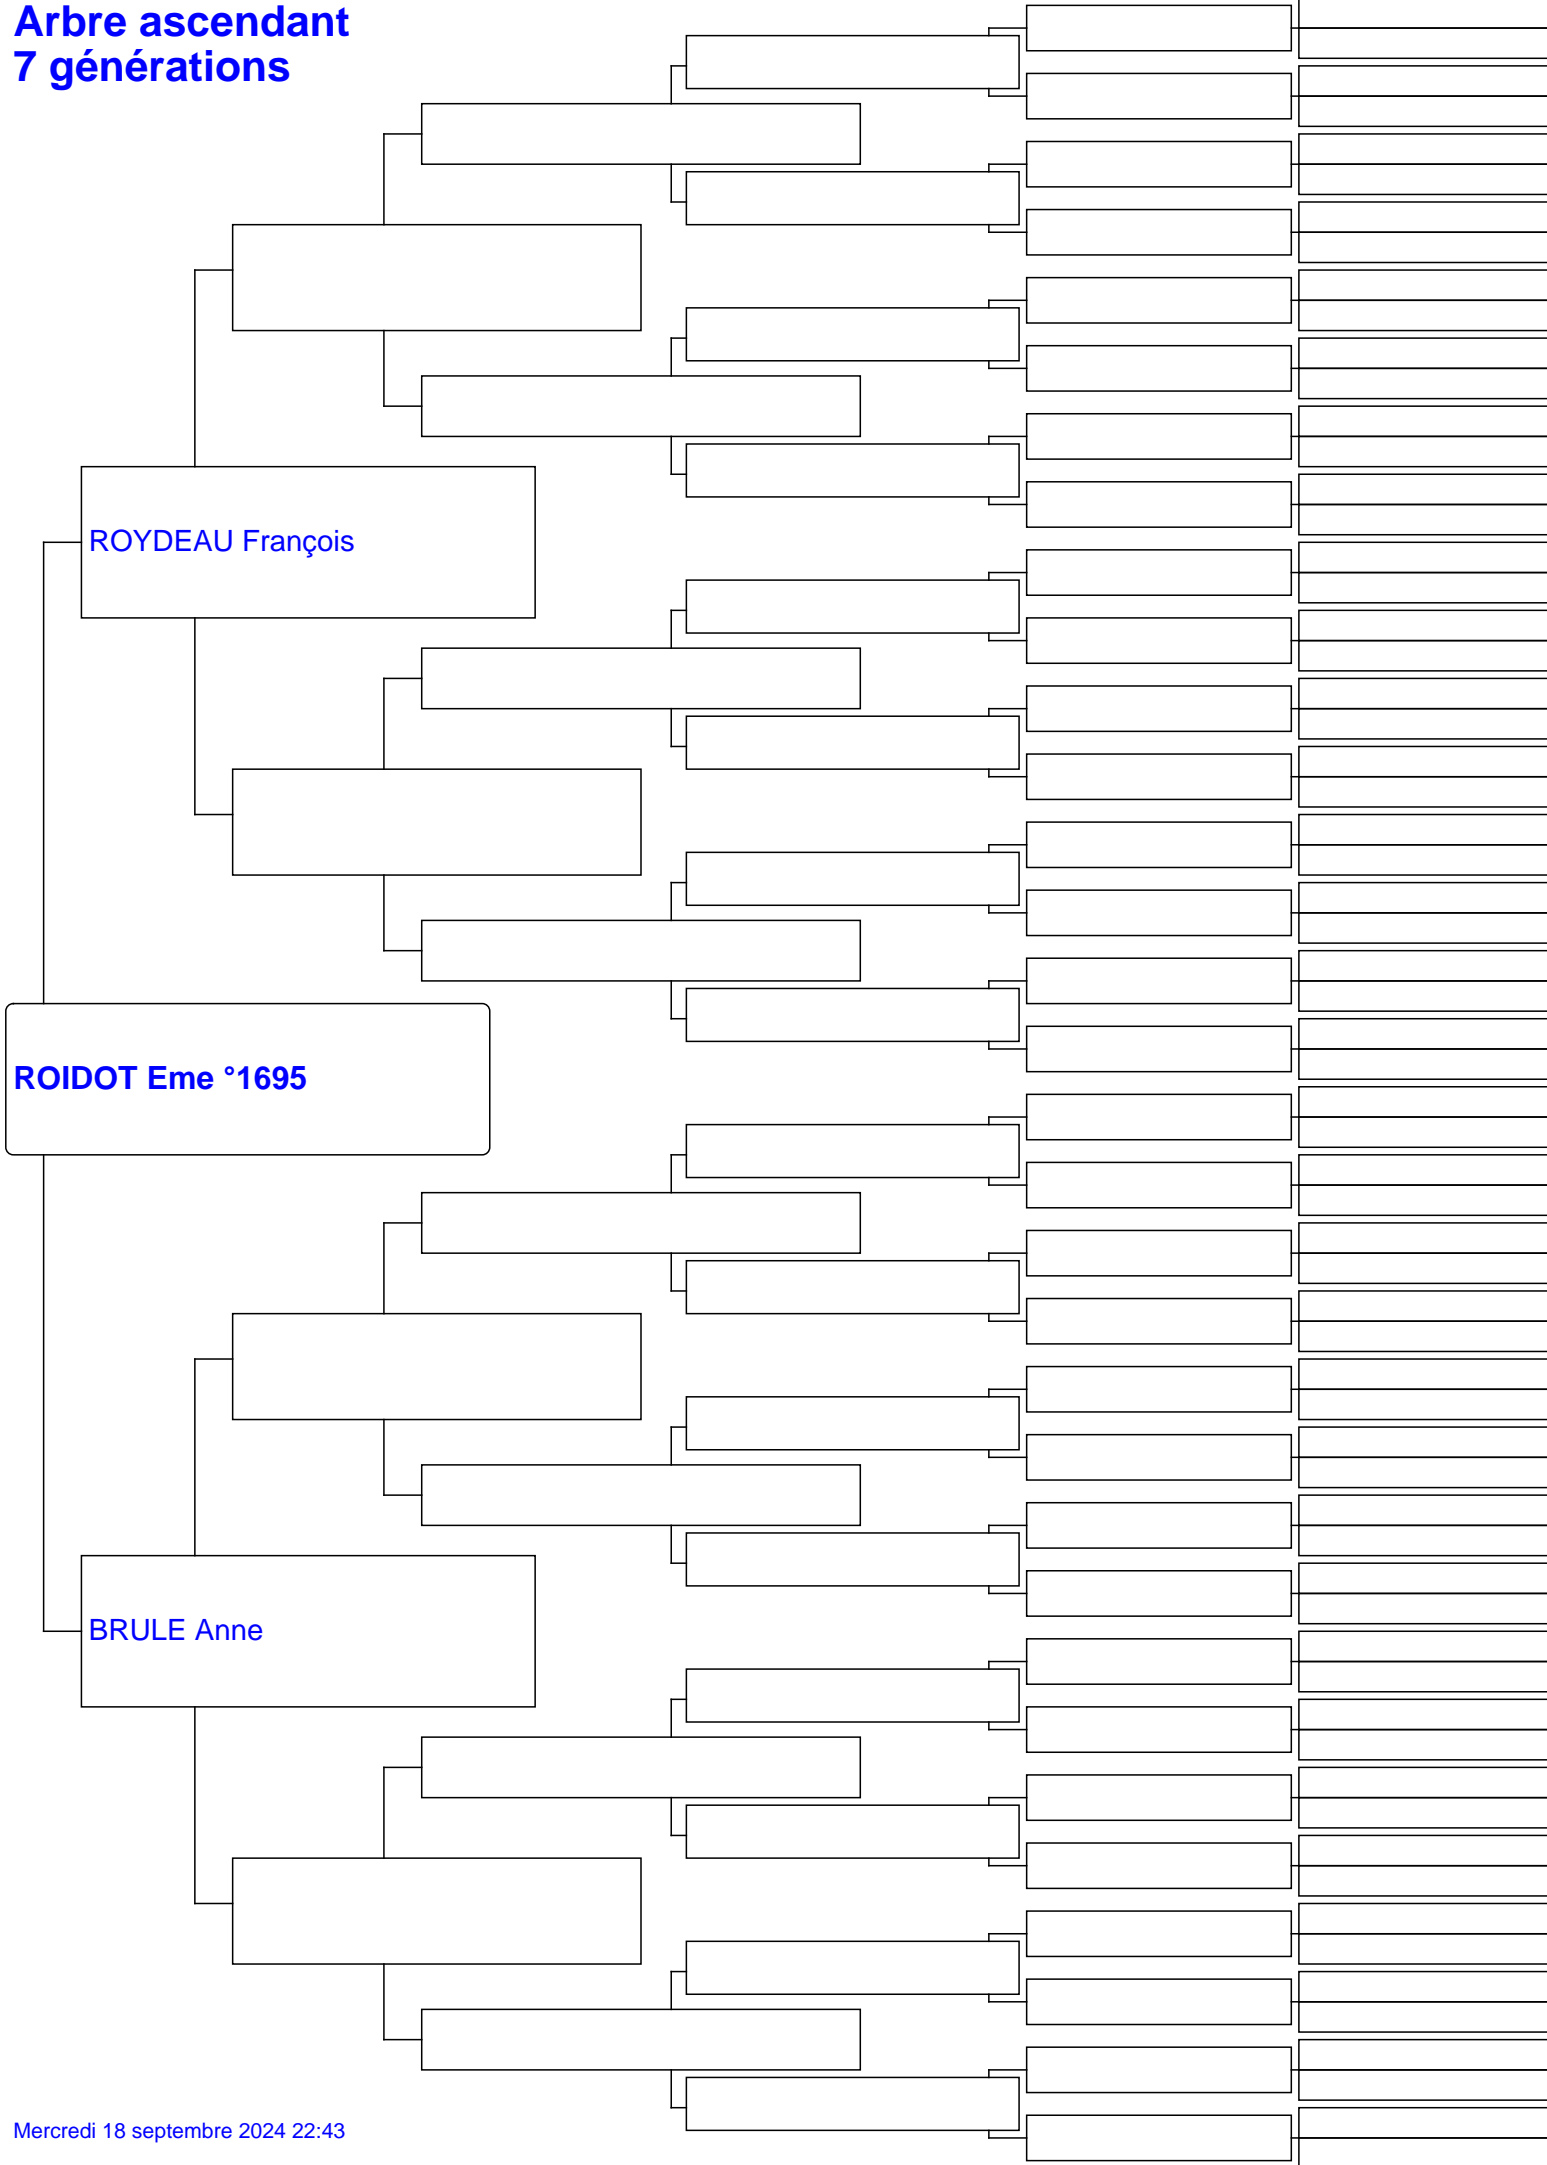 Arbre ascendant
7 générations
ROYDEAU François
ROIDOT Eme °1695
BRULE Anne
Mercredi 18 septembre 2024 22:43